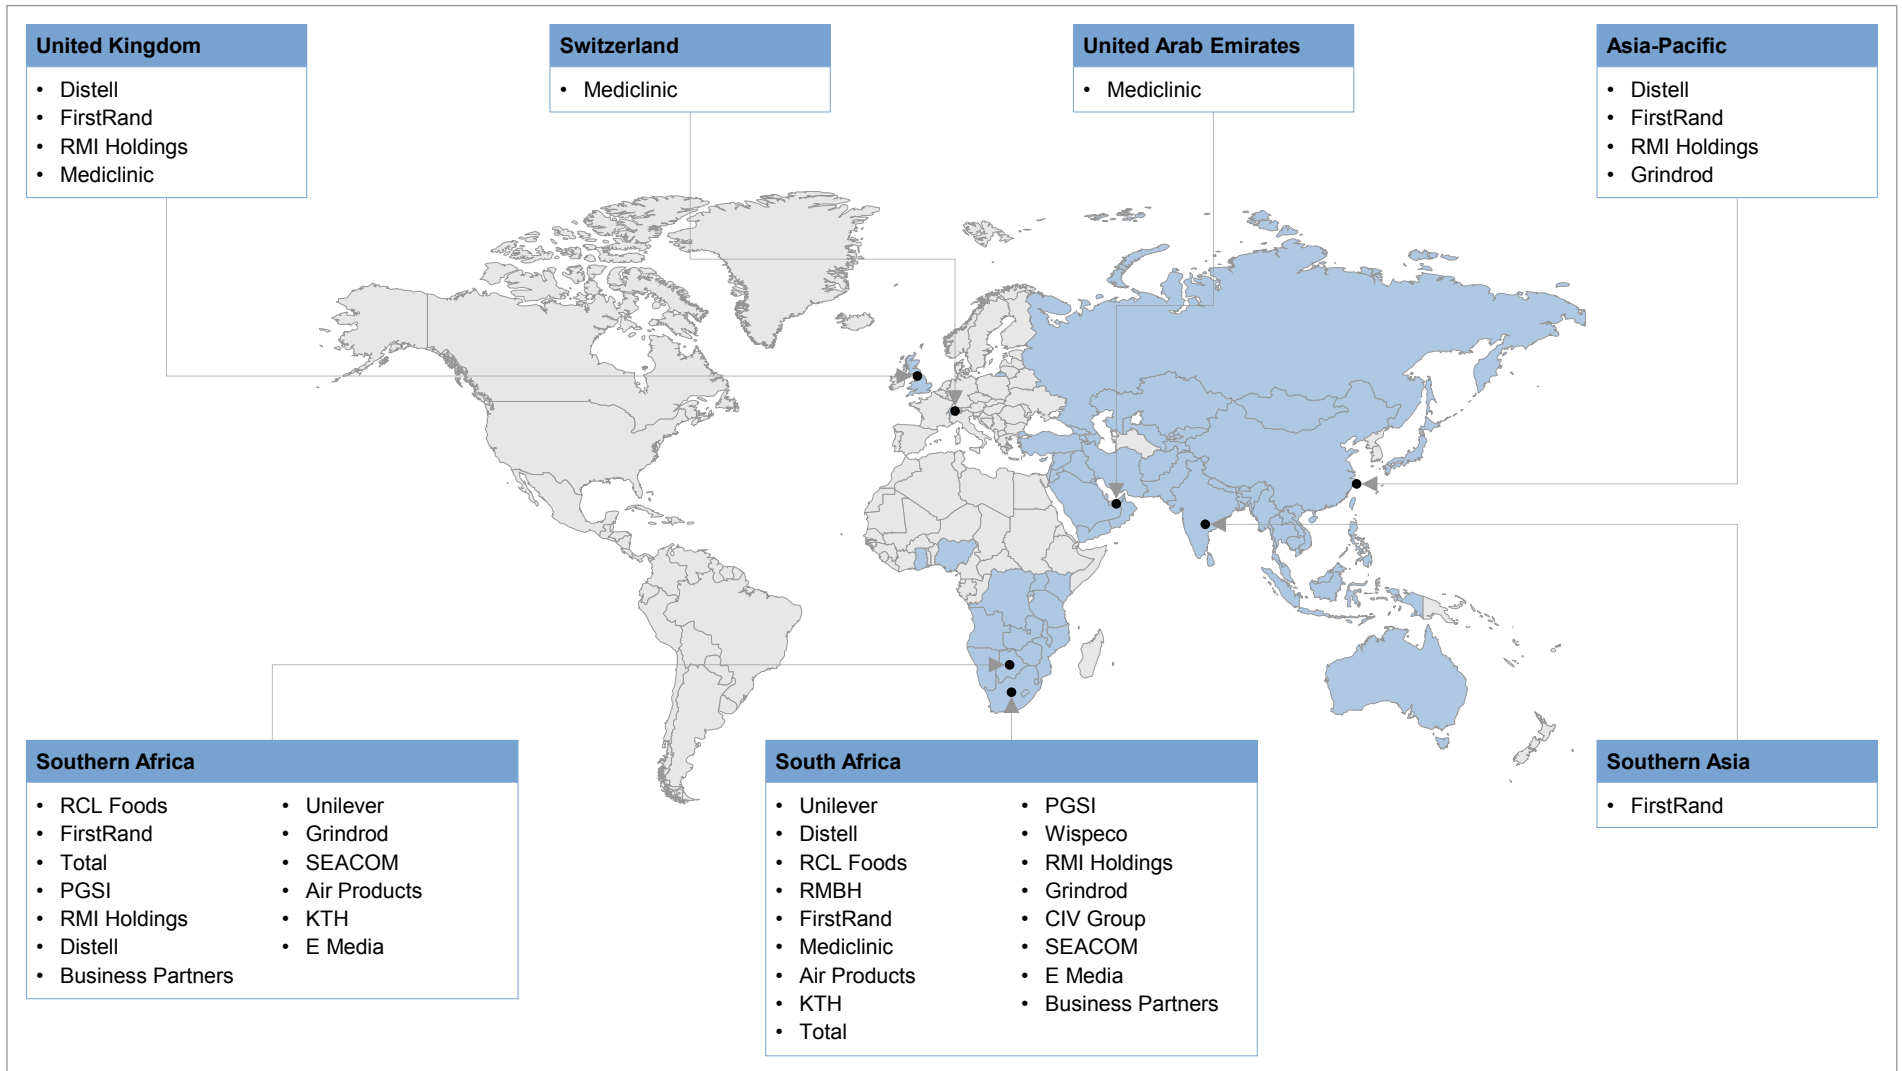 United Kingdom
• Distell
• FirstRand
• RMI Holdings
• Mediclinic
Switzerland
• Mediclinic
United Arab Emirates
• Mediclinic
Asia-Pacific
• Distell
• FirstRand
• RMI Holdings
• Grindrod
Southern Africa
• RCL Foods
• FirstRand
• Total
• PGSI
• RMI Holdings
• Distell
• Business Partners
• Unilever
• Grindrod
• SEACOM
• Air Products
• KTH
• E Media
South Africa
• Unilever
• Distell
• RCL Foods
• RMBH
• FirstRand
• Mediclinic
• Air Products
• KTH
• Total
• PGSI
• Wispeco
• RMI Holdings
• Grindrod
• CIV Group
• SEACOM
• E Media
• Business Partners
Southern Asia
• FirstRand